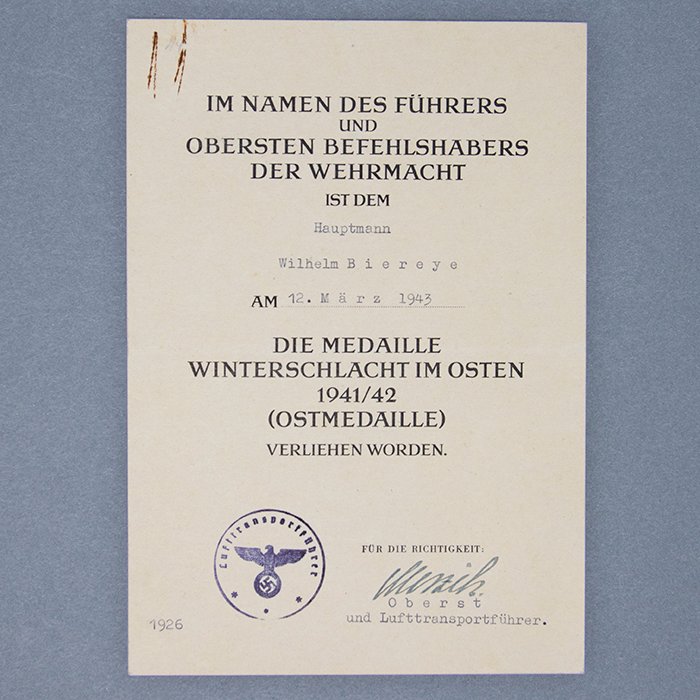 IM NAMEN DES FÜHRERS
UND
OBERSTEN BEFEHLSHABERS
DER WEHRMACHT
IST DEM
Hauptmann
Wilhelm B i e r e y e
AM 12. M ä r z 1943
DIE MEDAILLE
WINTERSCHLACHT IM OSTEN
1941/42
(OSTMEDAILLE)
VERLIEHEN WORDEN.
Lufttransportführer
FÜR DIE RICHTIGKEIT:
O b e r s t
und Lufttransportführer.
1926